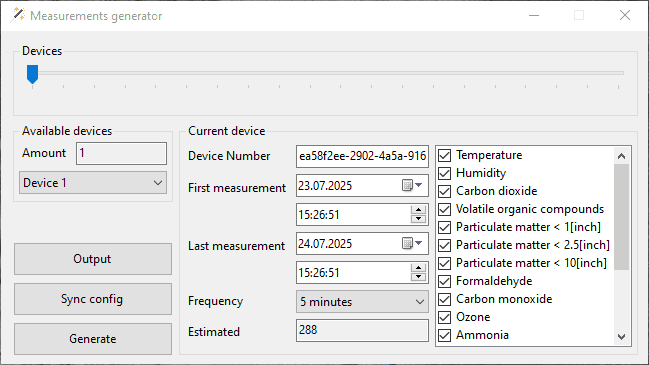 Measurements generator
Devices
Available devices
Amount 1
Device 1
Output
Sync config
Generate
Current device
Device Number ea58f2ee-2902-4a5a-916
First measurement 23.07.2025
15:26:51
Last measurement 24.07.2025
15:26:51
Frequency 5 minutes
Estimated 288
Temperature
Humidity
Carbon dioxide
Volatile organic compounds
Particulate matter < 1[inch]
Particulate matter < 2.5[inch]
Particulate matter < 10[inch]
Formaldehyde
Carbon monoxide
Ozone
Ammonia